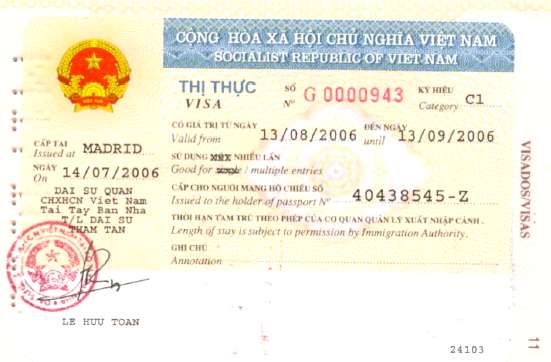 CỘNG HÒA XÃ HỘI CHỦ NGHĨA VIỆT NAM
SOCIALIST REPUBLIC OF VIET NAM
THỊ THỰC
VISA
SỐ
Nº G 0000943
KÝ HIỆU
Category C1
CÓ GIÁ TRỊ TỪ NGÀY
Valid from 13/08/2006
ĐẾN NGÀY
until 13/09/2006
CẤP TẠI
Issued at MADRID
SỬ DỤNG NHIỀU LẦN
Good for / multiple entries
NGÀY
On 14/07/2006
CẤP CHO NGƯỜI MANG HỘ CHIẾU SỐ
Issued to the holder of passport Nº 40438545-Z
DAI SU QUAN
CHXHCN Viet Nam
Tai Tay Ban Nha
T/L DAI SU
THAM TAN
THỜI HẠN TẠM TRÚ THEO PHÉP CỦA CƠ QUAN QUẢN LÝ XUẤT NHẬP CẢNH .
Length of stay is subject to permission by Immigration Authority.
GHI CHÚ
Annotation
LE HUU TOAN
24103
VISADOS/VISAS
11